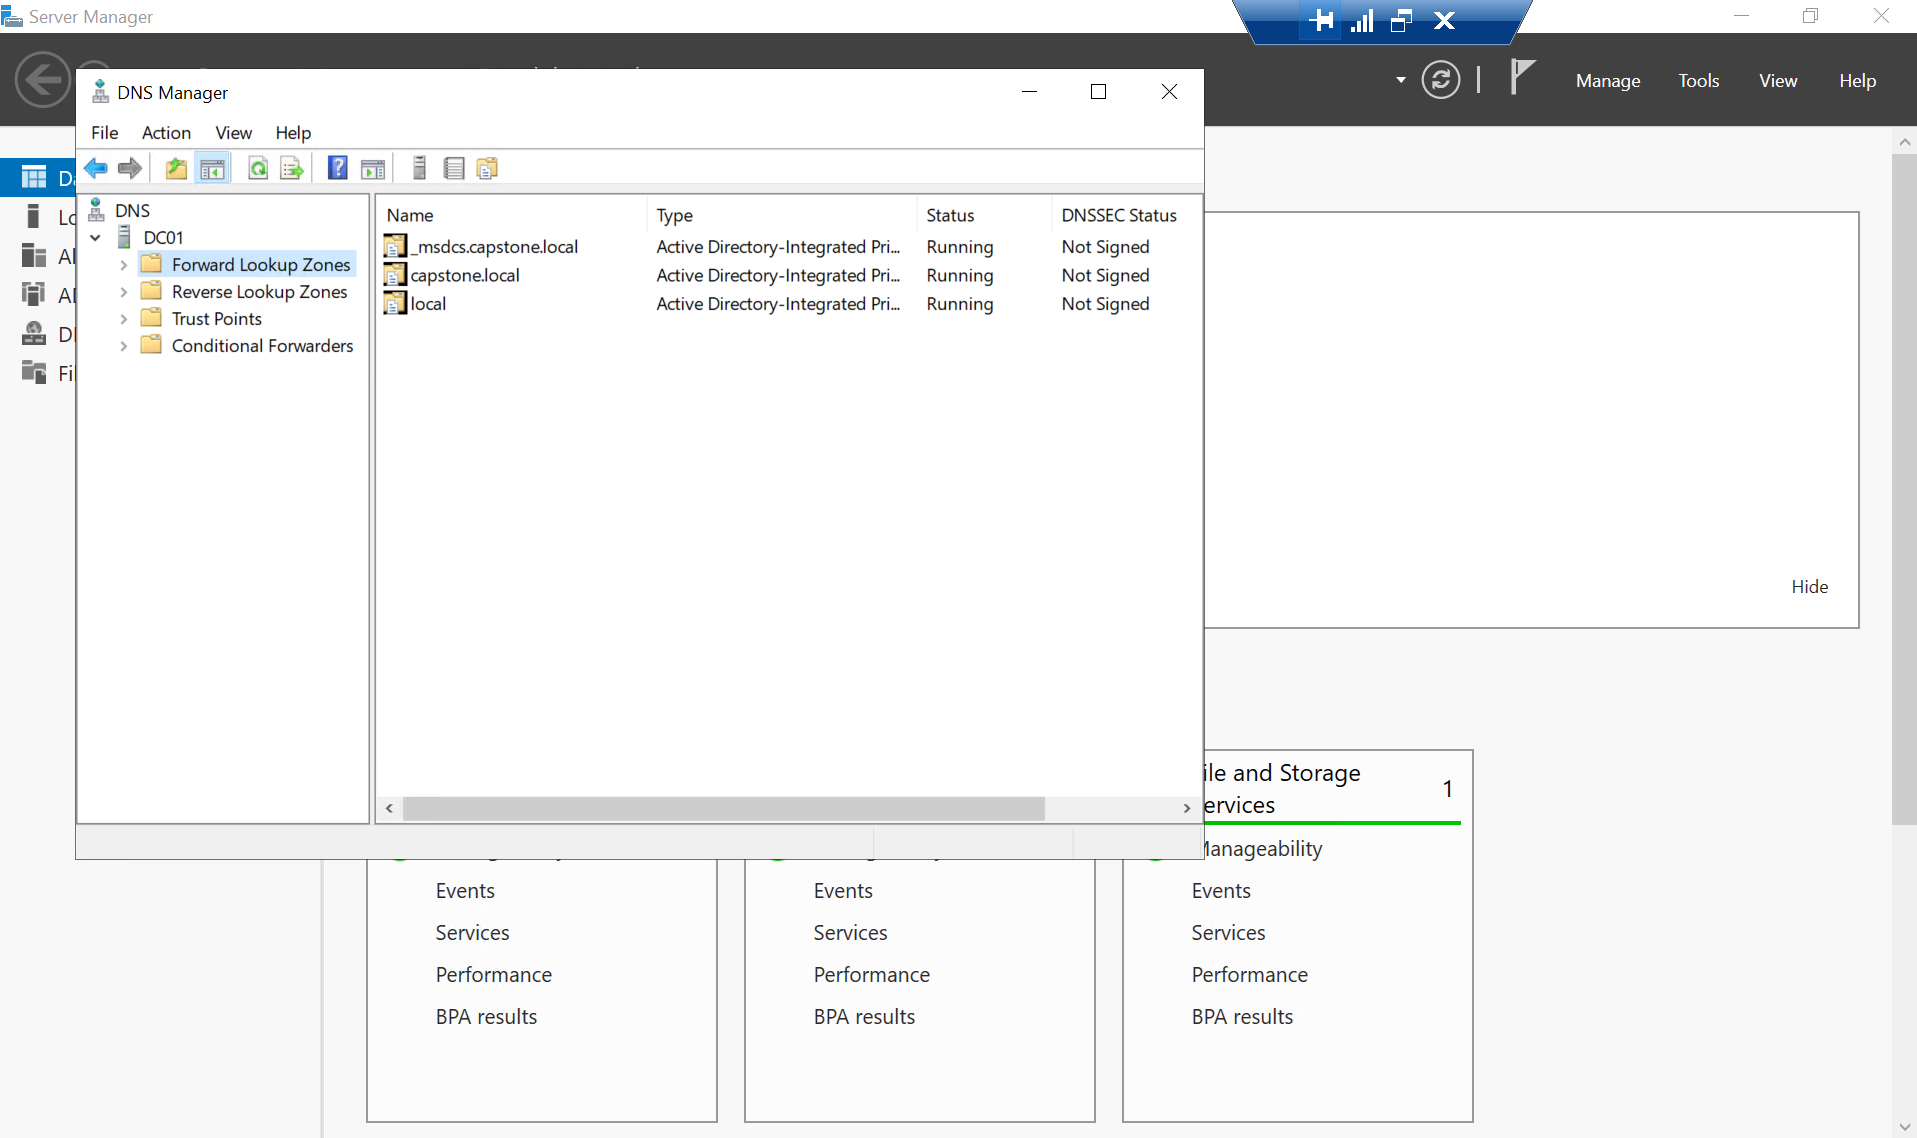 Server Manager
Manage Tools View Help
DNS Manager
File Action View Help
DNS
DC01
Forward Lookup Zones
Reverse Lookup Zones
Trust Points
Conditional Forwarders
Name Type Status DNSSEC Status
_msdcs.capstone.local Active Directory-Integrated Pri... Running Not Signed
capstone.local Active Directory-Integrated Pri... Running Not Signed
local Active Directory-Integrated Pri... Running Not Signed
Hide
ile and Storage
ervices
1
Manageability
Events
Services
Performance
BPA results
Events
Services
Performance
BPA results
Events
Services
Performance
BPA results